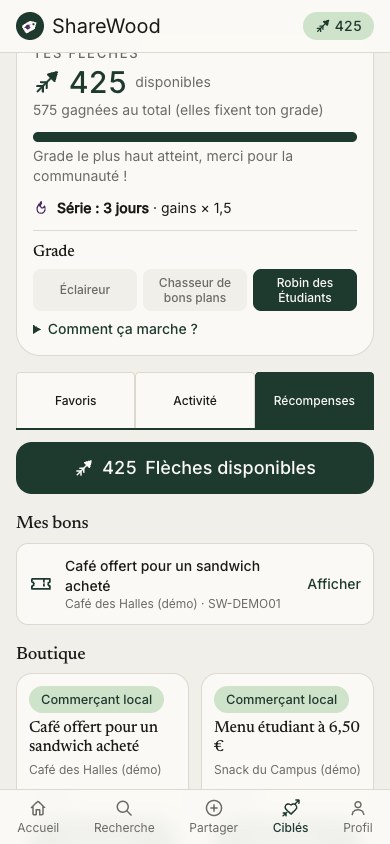 ShareWood
425
TES FLÈCHES
425 disponibles
575 gagnées au total (elles fixent ton grade)
Grade le plus haut atteint, merci pour la
communauté !
Série : 3 jours · gains × 1,5
Grade
Éclaireur
Chasseur de
bons plans
Robin des
Étudiants
Comment ça marche ?
Favoris
Activité
Récompenses
425 Flèches disponibles
Mes bons
Café offert pour un sandwich
acheté
Café des Halles (démo) · SW-DEMO01
Afficher
Boutique
Commerçant local
Café offert pour un
sandwich acheté
Café des Halles (démo)
Commerçant local
Menu étudiant à 6,50
€
Snack du Campus (démo)
Accueil
Recherche
Partager
Ciblés
Profil